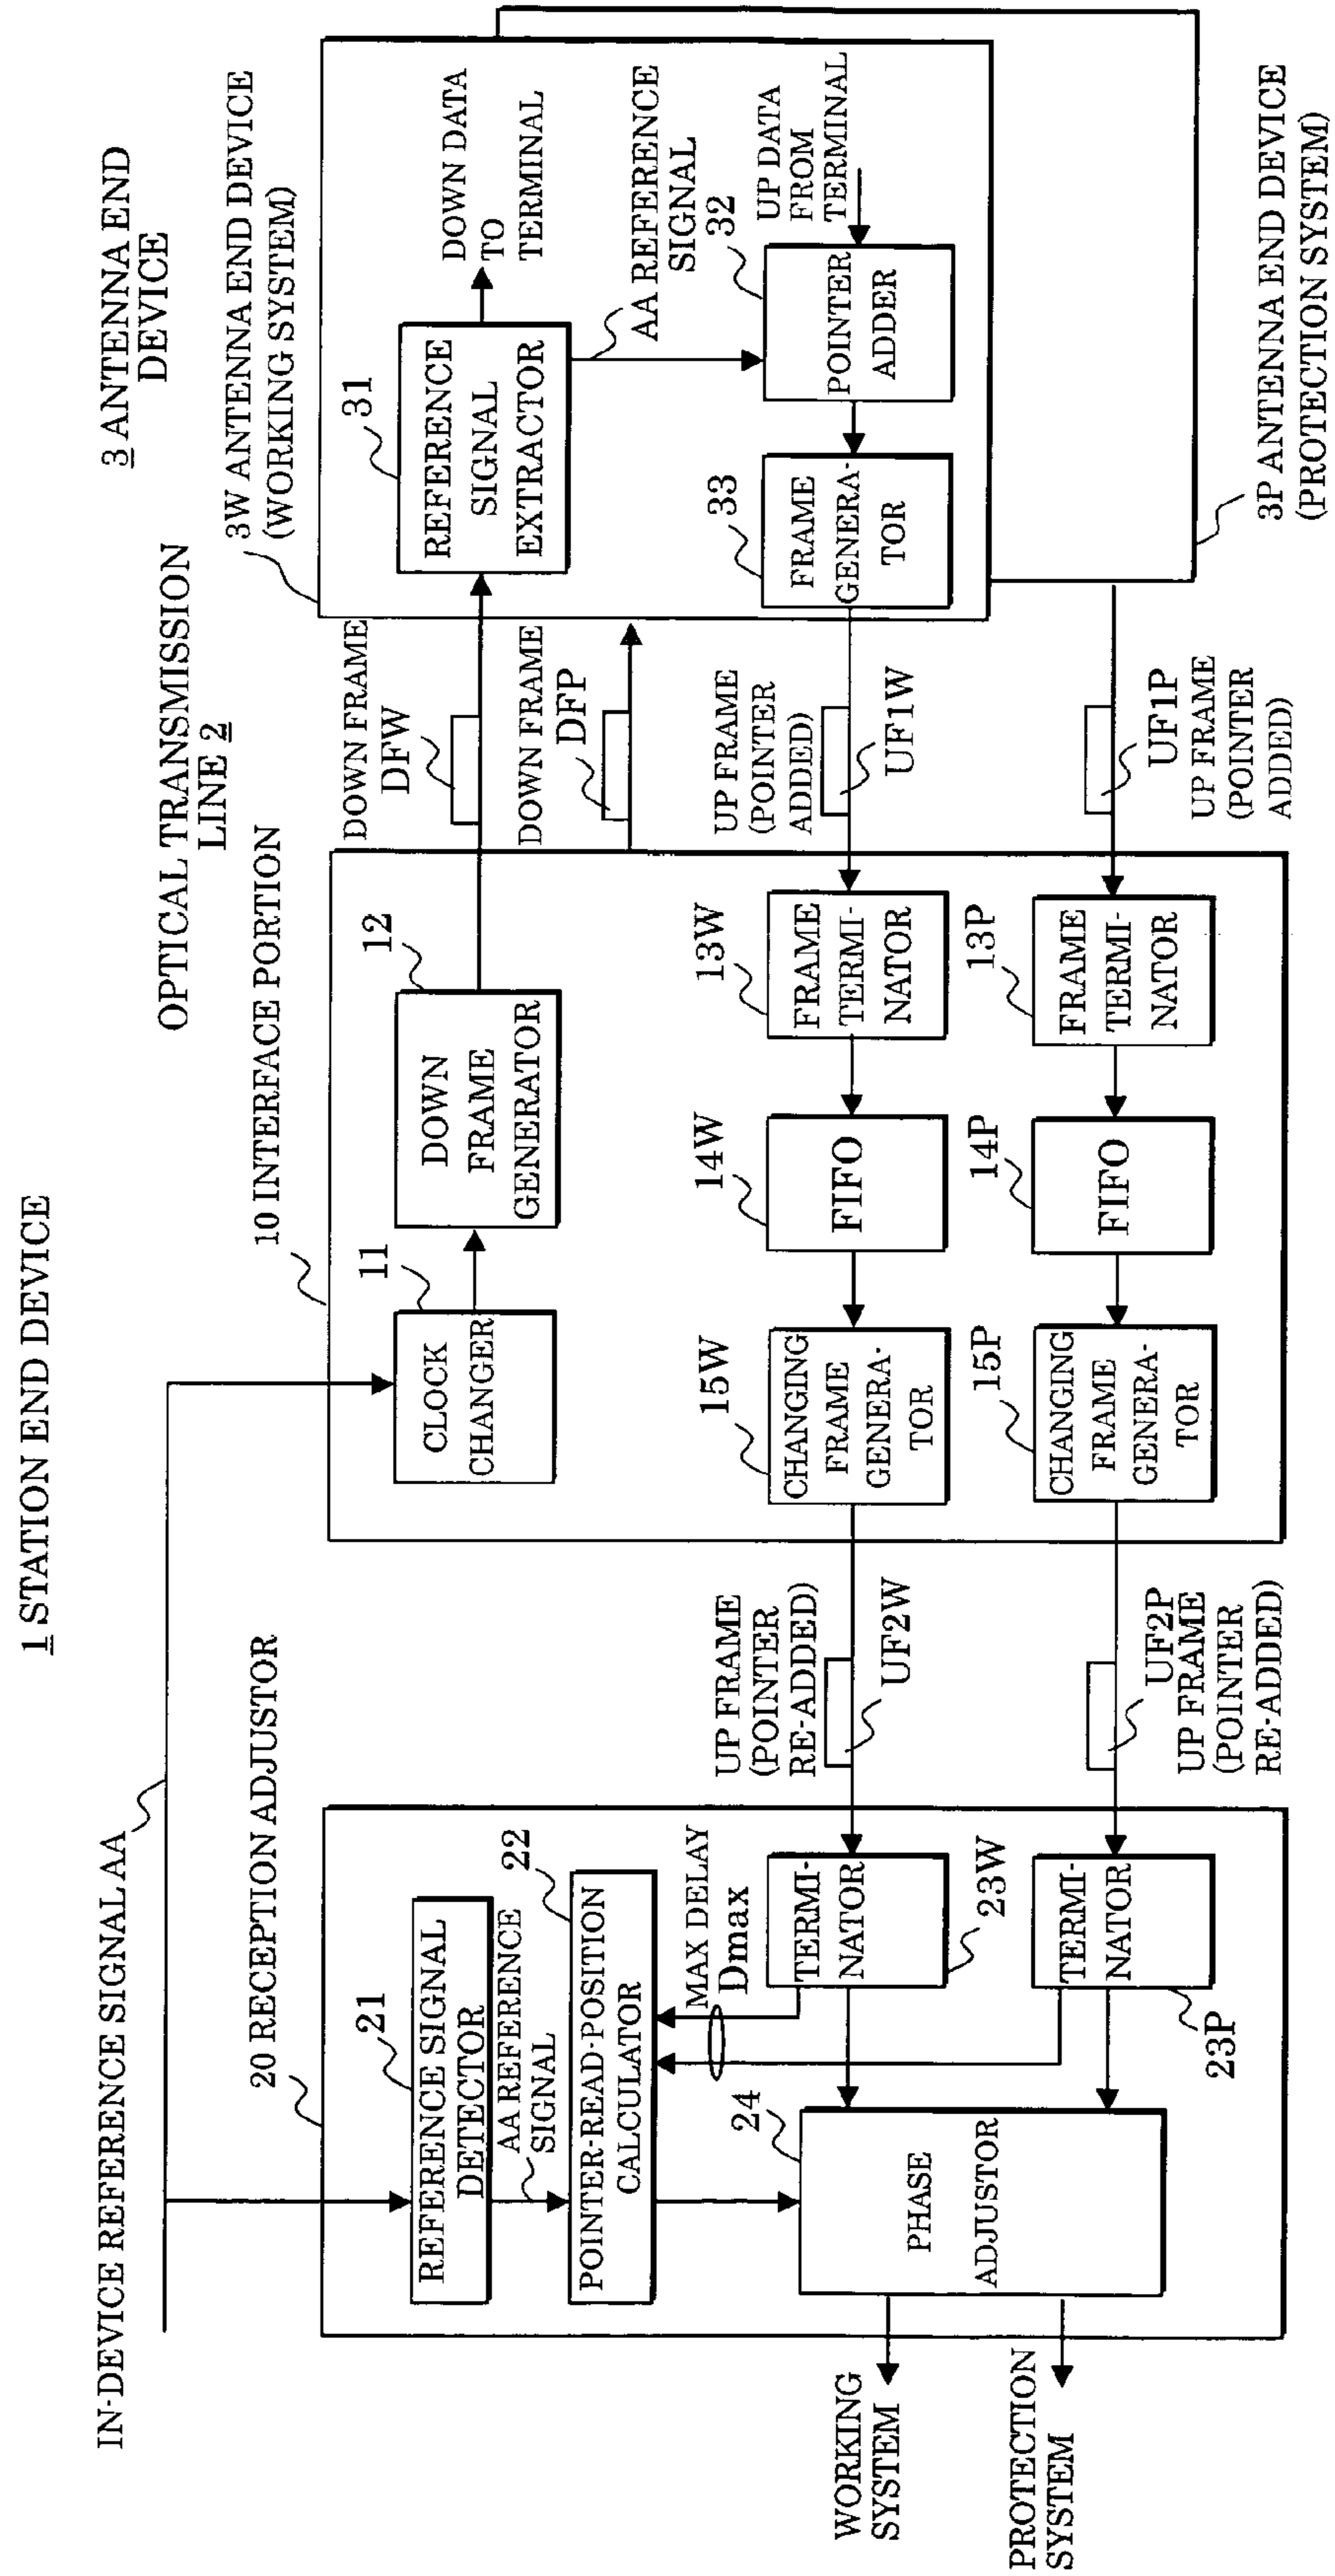 1 STATION END DEVICE
OPTICAL TRANSMISSION
LINE 2
3 ANTENNA END
DEVICE
IN-DEVICE REFERENCE SIGNAL AA
20 RECEPTION ADJUSTOR
21
REFERENCE SIGNAL
DETECTOR
AA REFERENCE
SIGNAL
22
POINTER-READ-POSITION
CALCULATOR
MAX DELAY
Dmax
TERMI-
NATOR
23W
TERMI-
NATOR
23P
24
PHASE
ADJUSTOR
WORKING
SYSTEM
PROTECTION
SYSTEM
UP FRAME
(POINTER
RE-ADDED)
UF2W
UF2P
UP FRAME
(POINTER
RE-ADDED)
10 INTERFACE PORTION
11
CLOCK
CHANGER
12
DOWN
FRAME
GENERATOR
15W
CHANGING
FRAME
GENERA-
TOR
14W
FIFO
13W
FRAME
TERMI-
NATOR
15P
CHANGING
FRAME
GENERA-
TOR
14P
FIFO
13P
FRAME
TERMI-
NATOR
DOWN FRAME
DFW
DOWN FRAME
DFP
UP FRAME
(POINTER
ADDED)
UF1W
UF1P
UP FRAME
(POINTER
ADDED)
3W ANTENNA END DEVICE
(WORKING SYSTEM)
31
REFERENCE
SIGNAL
EXTRACTOR
DOWN DATA
TO
TERMINAL
AA REFERENCE
SIGNAL
32
UP DATA
FROM
TERMINAL
POINTER
ADDER
33
FRAME
GENERA-
TOR
3P ANTENNA END DEVICE
(PROTECTION SYSTEM)